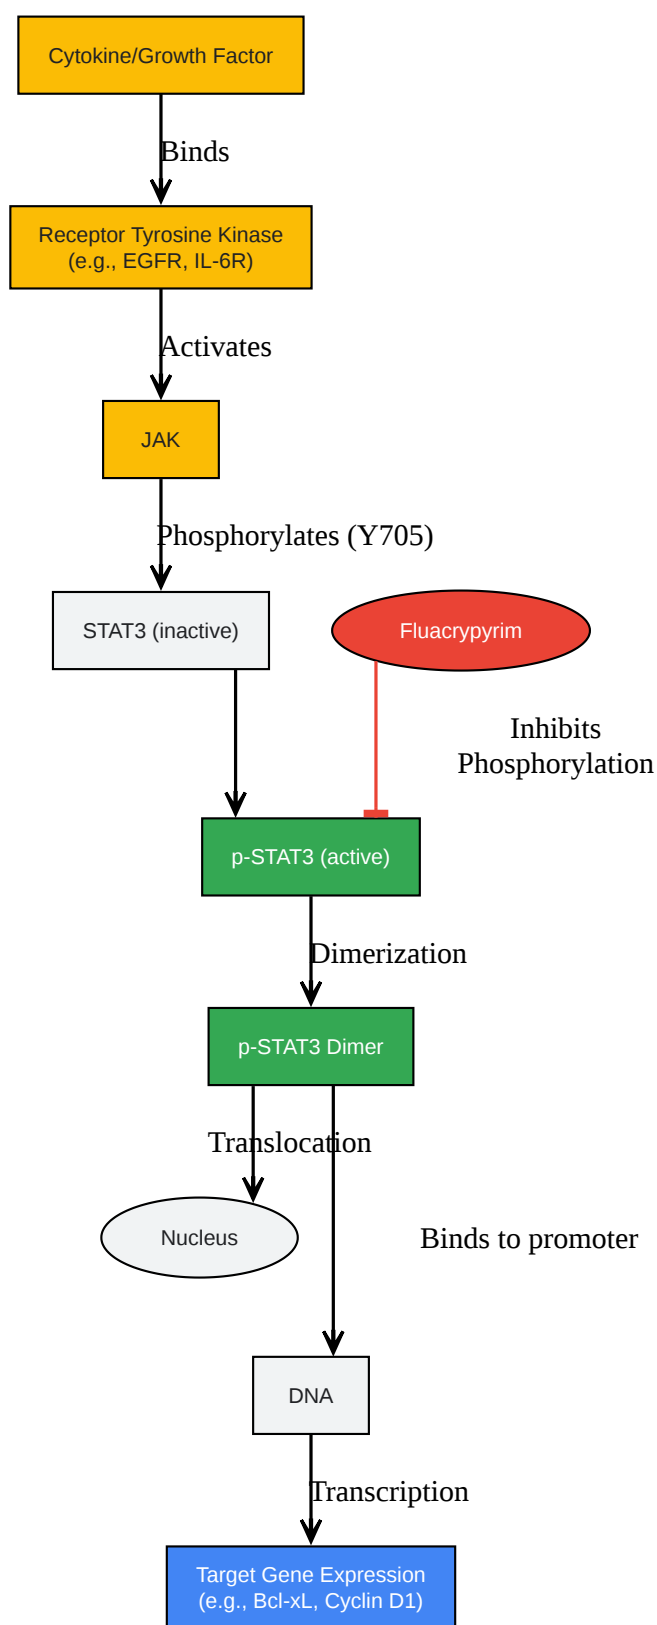 Cytokine/Growth Factor
Binds
Receptor Tyrosine Kinase
(e.g., EGFR, IL-6R)
Activates
JAK
Phosphorylates (Y705)
STAT3 (inactive)
Fluacrypyrim
Inhibits
Phosphorylation
p-STAT3 (active)
Dimerization
p-STAT3 Dimer
Translocation
Nucleus
Binds to promoter
DNA
Transcription
Target Gene Expression
(e.g., Bcl-xL, Cyclin D1)